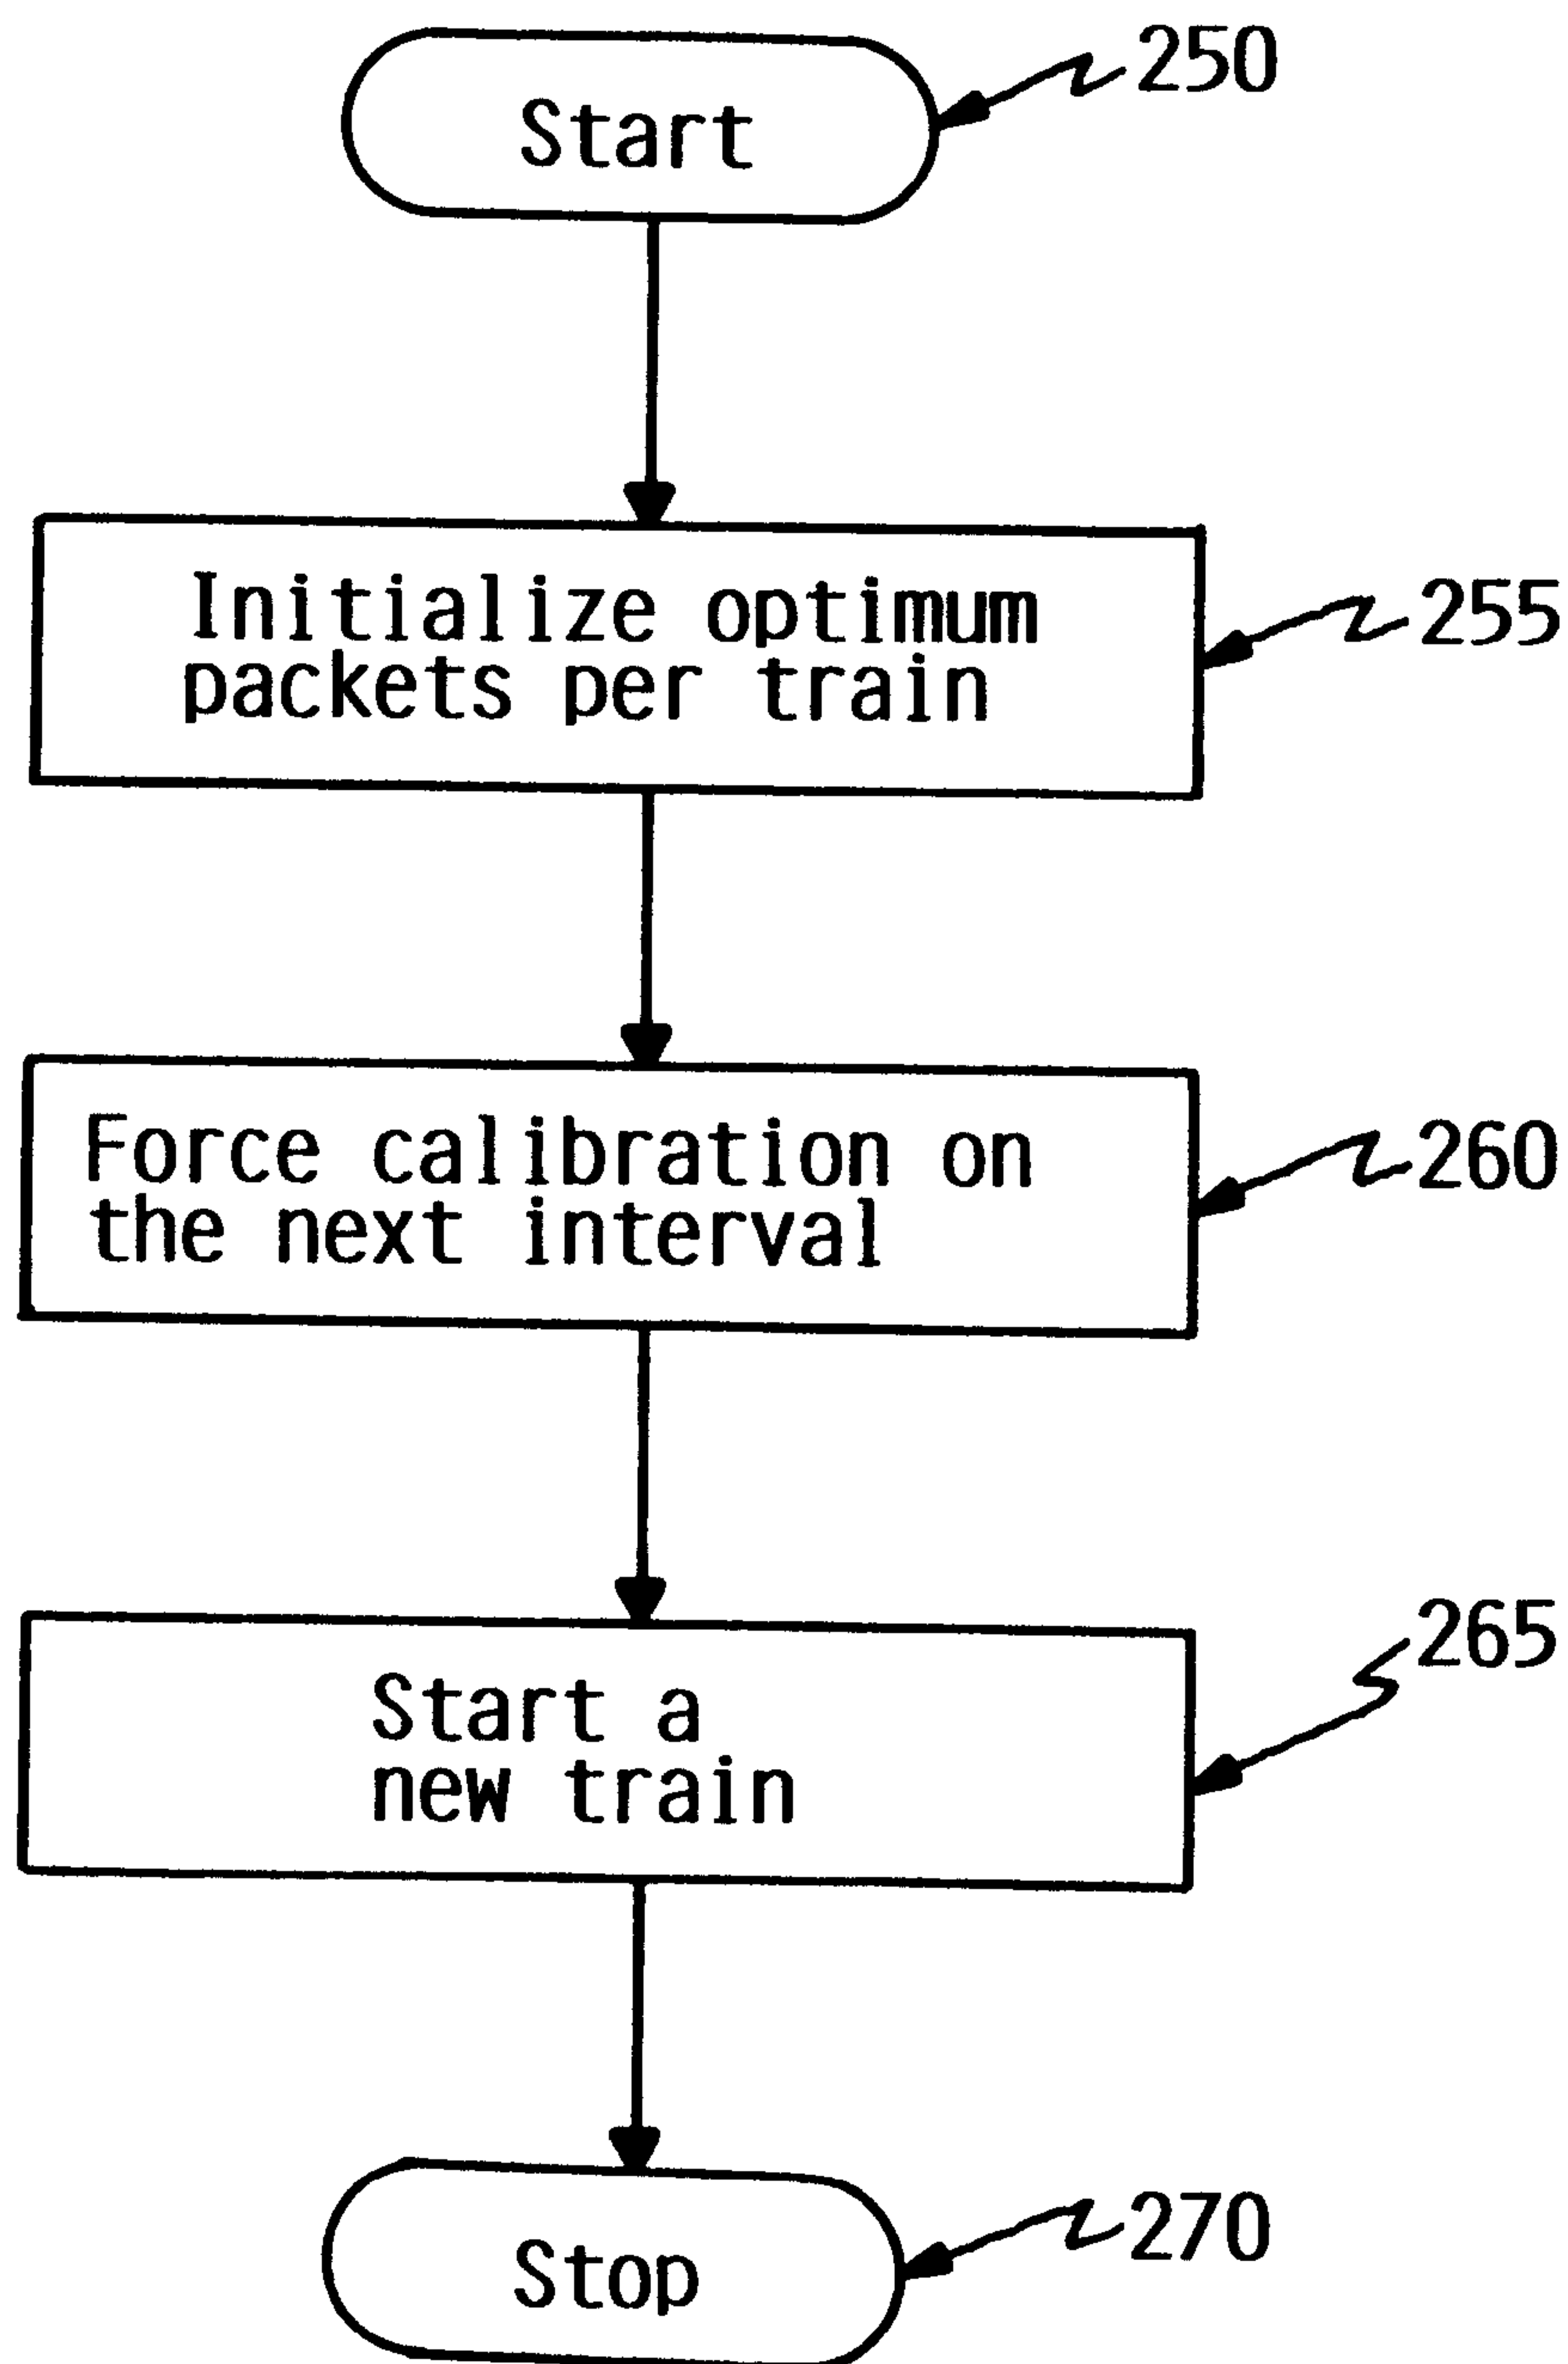 Start
250
Initialize optimum
packets per train
255
Force calibration on
the next interval
260
Start a
new train
265
Stop
270